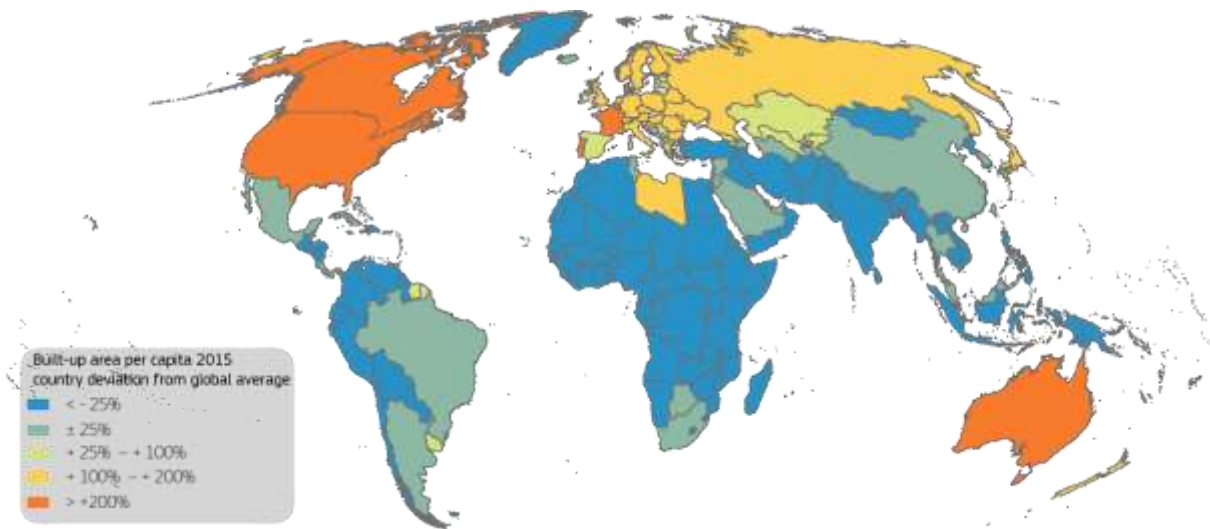 Built-up area per capita 2015
country deviation from global average
< - 25%
± 25%
+ 25% – + 100%
+ 100% – + 200%
> +200%